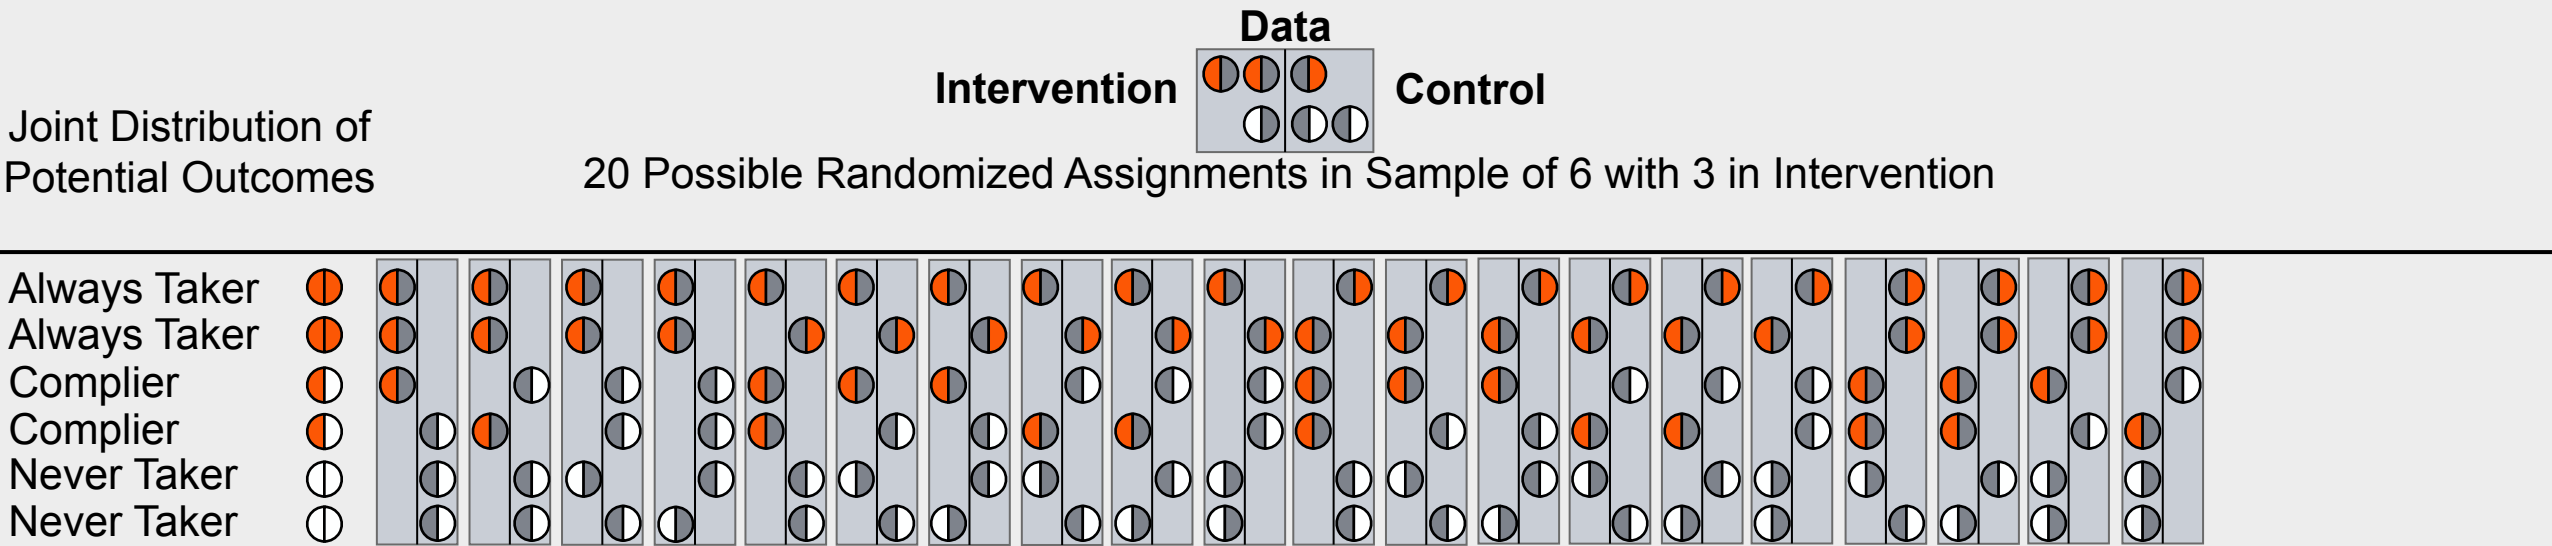 Data
Intervention Control
Joint Distribution of
Potential Outcomes
20 Possible Randomized Assignments in Sample of 6 with 3 in Intervention
Always Taker
Always Taker
Complier
Complier
Never Taker
Never Taker